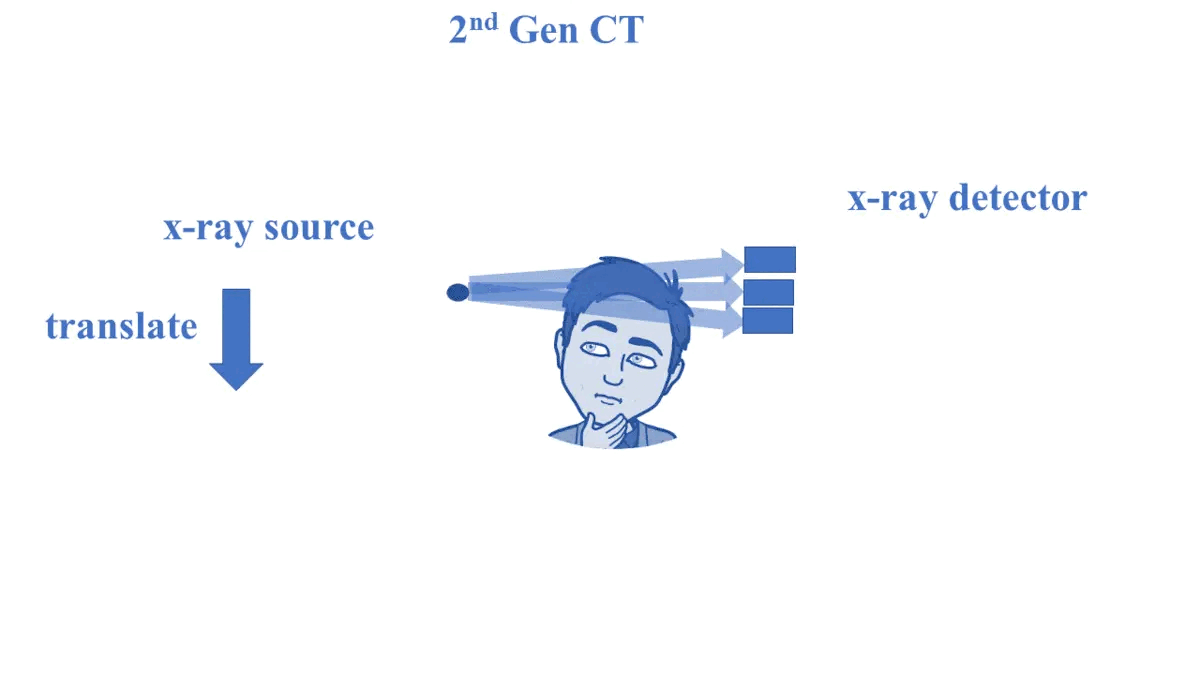 2nd Gen CT
x-ray detector
x-ray source
translate